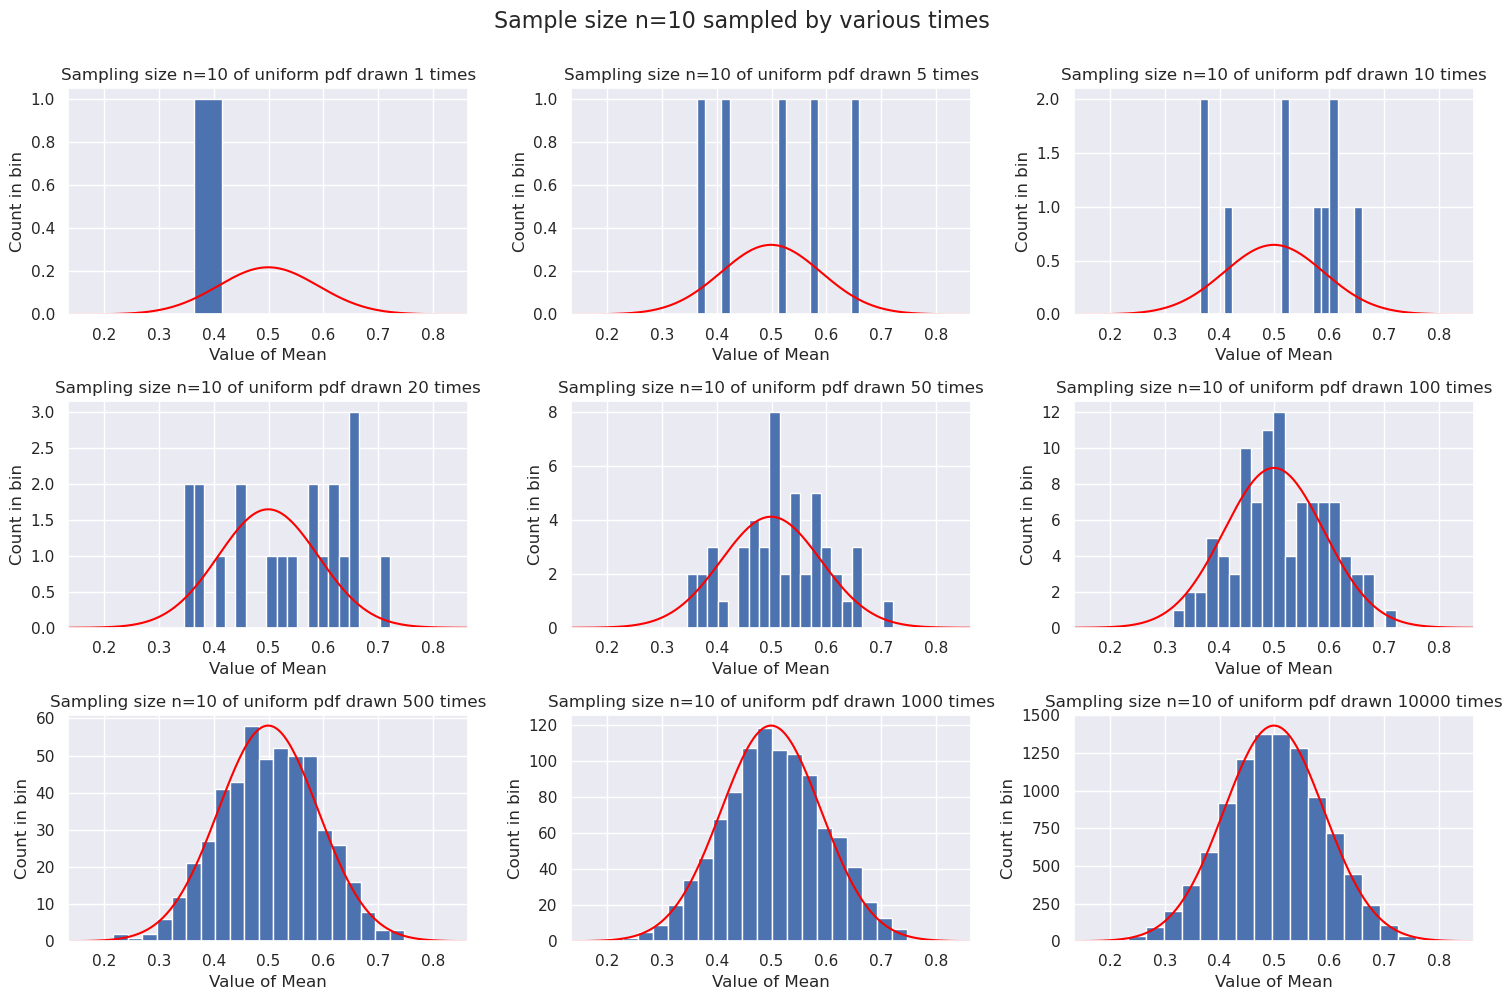 Sample size n=10 sampled by various times
Sampling size n=10 of uniform pdf drawn 1 times
Count in bin
1.0
0.8
0.6
0.4
0.2
0.0
0.2 0.3 0.4 0.5 0.6 0.7 0.8
Value of Mean
Sampling size n=10 of uniform pdf drawn 5 times
Count in bin
1.0
0.8
0.6
0.4
0.2
0.0
0.2 0.3 0.4 0.5 0.6 0.7 0.8
Value of Mean
Sampling size n=10 of uniform pdf drawn 10 times
Count in bin
2.0
1.5
1.0
0.5
0.0
0.2 0.3 0.4 0.5 0.6 0.7 0.8
Value of Mean
Sampling size n=10 of uniform pdf drawn 20 times
Count in bin
3.0
2.5
2.0
1.5
1.0
0.5
0.0
0.2 0.3 0.4 0.5 0.6 0.7 0.8
Value of Mean
Sampling size n=10 of uniform pdf drawn 50 times
Count in bin
8
6
4
2
0
0.2 0.3 0.4 0.5 0.6 0.7 0.8
Value of Mean
Sampling size n=10 of uniform pdf drawn 100 times
Count in bin
12
10
8
6
4
2
0
0.2 0.3 0.4 0.5 0.6 0.7 0.8
Value of Mean
Sampling size n=10 of uniform pdf drawn 500 times
Count in bin
60
50
40
30
20
10
0
0.2 0.3 0.4 0.5 0.6 0.7 0.8
Value of Mean
Sampling size n=10 of uniform pdf drawn 1000 times
Count in bin
120
100
80
60
40
20
0
0.2 0.3 0.4 0.5 0.6 0.7 0.8
Value of Mean
Sampling size n=10 of uniform pdf drawn 10000 times
Count in bin
1500
1250
1000
750
500
250
0
0.2 0.3 0.4 0.5 0.6 0.7 0.8
Value of Mean